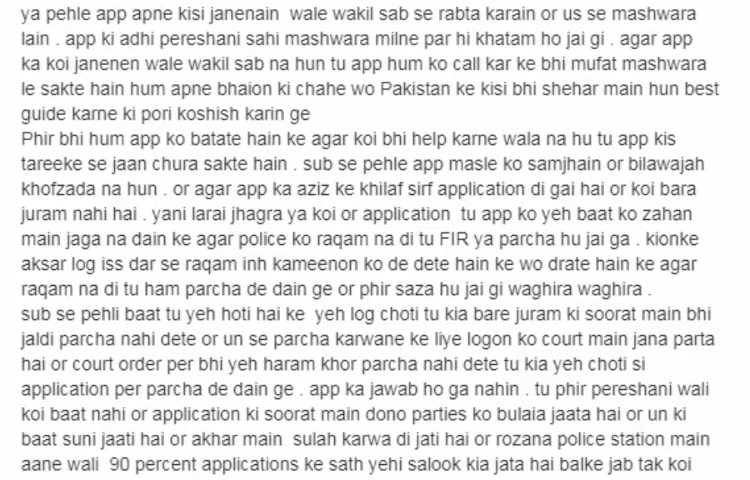 ya pehle app apne kisi janenain wale wakil sab se rabta karain or us se mashwara
lain . app ki adhi pereshani sahi mashwara milne par hi khatam ho jai gi . agar app
ka koi janenen wale wakil sab na hun tu app hum ko call kar ke bhi mufat mashwara
le sakte hain hum apne bhaion ki chahe wo Pakistan ke kisi bhi shehar main hun best
guide karne ki pori koshish karin ge
Phir bhi hum app ko batate hain ke agar koi bhi help karne wala na hu tu app kis
tareeke se jaan chura sakte hain . sub se pehle app masle ko samjhain or bilawajah
khofzada na hun . or agar app ka aziz ke khilaf sirf application di gai hai or koi bara
juram nahi hai . yani larai jhagra ya koi or application tu app ko yeh baat ko zahan
main jaga na dain ke agar police ko raqam na di tu FIR ya parcha hu jai ga . kionke
aksar log iss dar se raqam inh kameenon ko de dete hain ke wo drate hain ke agar
raqam na di tu ham parcha de dain ge or phir saza hu jai gi waghira waghira .
sub se pehli baat tu yeh hoti hai ke yeh log choti tu kia bare juram ki soorat main bhi
jaldi parcha nahi dete or un se parcha karwane ke liye logon ko court main jana parta
hai or court order per bhi yeh haram khor parcha nahi dete tu kia yeh choti si
application per parcha de dain ge . app ka jawab ho ga nahin . tu phir pereshani wali
koi baat nahi or application ki soorat main dono parties ko bulaia jaata hai or un ki
baat suni jaati hai or akhar main sulah karwa di jati hai or rozana police station main
aane wali 90 percent applications ke sath yehi salook kia jata hai balke jab tak koi